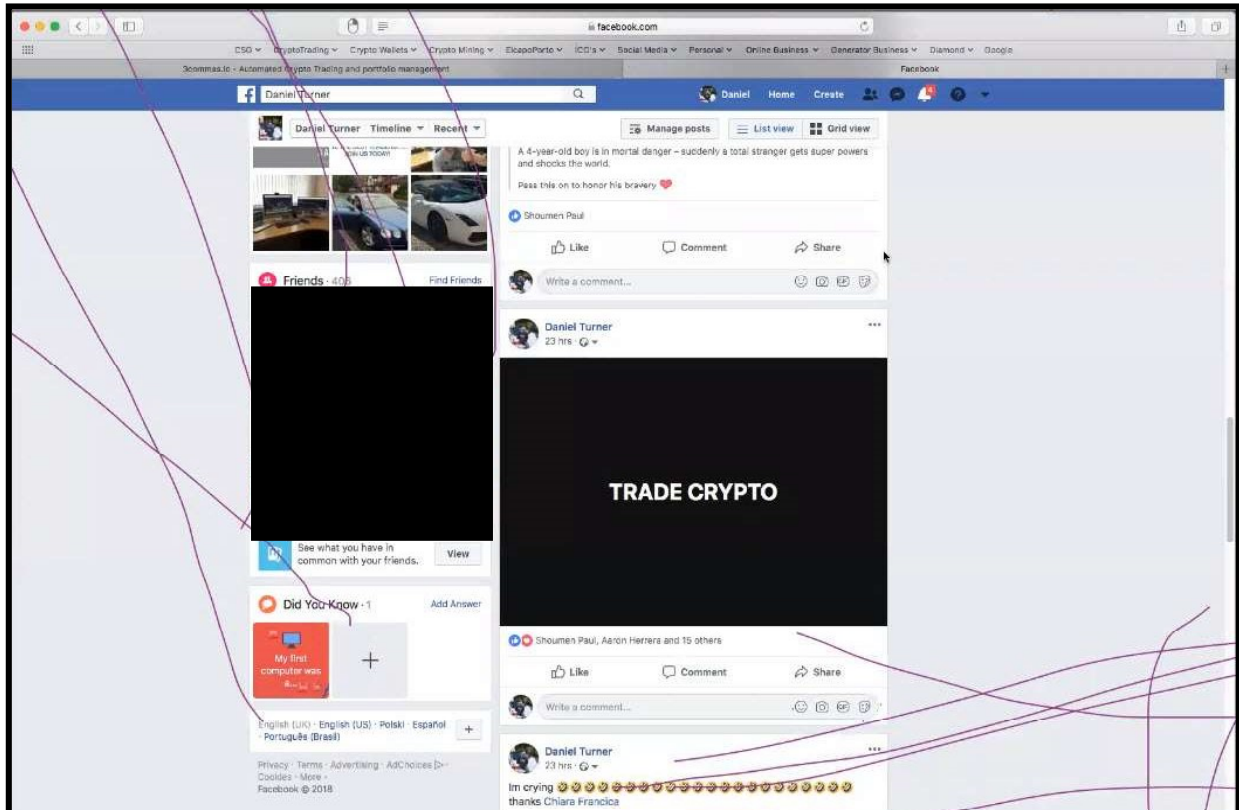 facebook.com
CSO CryptoTrading Crypto Wallets Crypto Mining ElcapoPorto ICO's Social Media Personal Online Business Generator Business Diamond Google
3commas.io - Automated Crypto Trading and portfolio management
Facebook
Daniel Turner
Daniel Home Create
4
Daniel Turner Timeline Recent
Manage posts List view Grid view
JOIN US TODAY!
A 4-year-old boy is in mortal danger – suddenly a total stranger gets super powers
and shocks the world.
Pass this on to honor his bravery ❤
Shoumen Paul
Like Comment Share
Write a comment...
Friends · 406 Find Friends
Daniel Turner
23 hrs ·
TRADE CRYPTO
See what you have in
common with your friends.
View
Did You Know · 1 Add Answer
My first
computer was
a...
+
Shoumen Paul, Aaron Herrera and 15 others
Like Comment Share
Write a comment...
English (UK) · English (US) · Polski · Español
· Português (Brasil)
+
Privacy · Terms · Advertising · AdChoices ·
Cookies · More ·
Facebook © 2018
Daniel Turner
23 hrs ·
Im crying 🤣🤣🤣🤣🤣🤣🤣🤣🤣🤣🤣🤣🤣🤣🤣🤣🤣🤣🤣🤣🤣🤣
thanks Chiara Francica